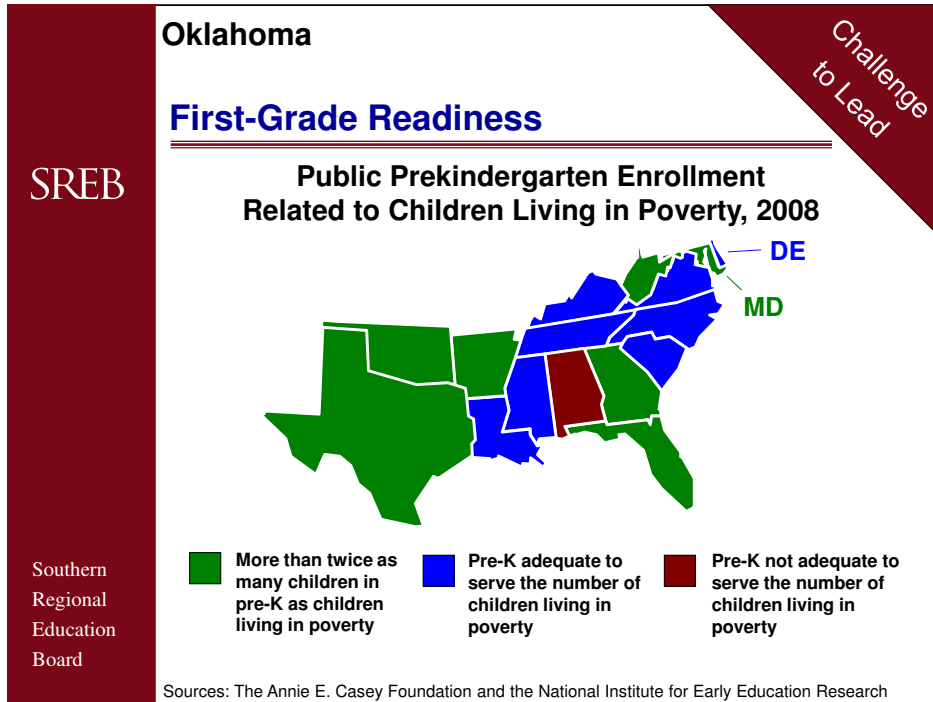 Oklahoma
Challenge
to Lead
First-Grade Readiness
SREB
Public Prekindergarten Enrollment
Related to Children Living in Poverty, 2008
DE
MD
More than twice as
many children in
pre-K as children
living in poverty
Pre-K adequate to
serve the number of
children living in
poverty
Pre-K not adequate to
serve the number of
children living in
poverty
Southern
Regional
Education
Board
Sources: The Annie E. Casey Foundation and the National Institute for Early Education Research